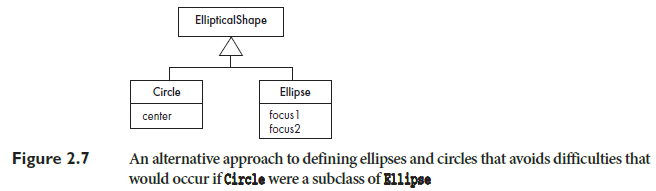 EllipticalShape
Circle
center
Ellipse
focus1
focus2
Figure 2.7 An alternative approach to defining ellipses and circles that avoids difficulties that
would occur if Circle were a subclass of Ellipse